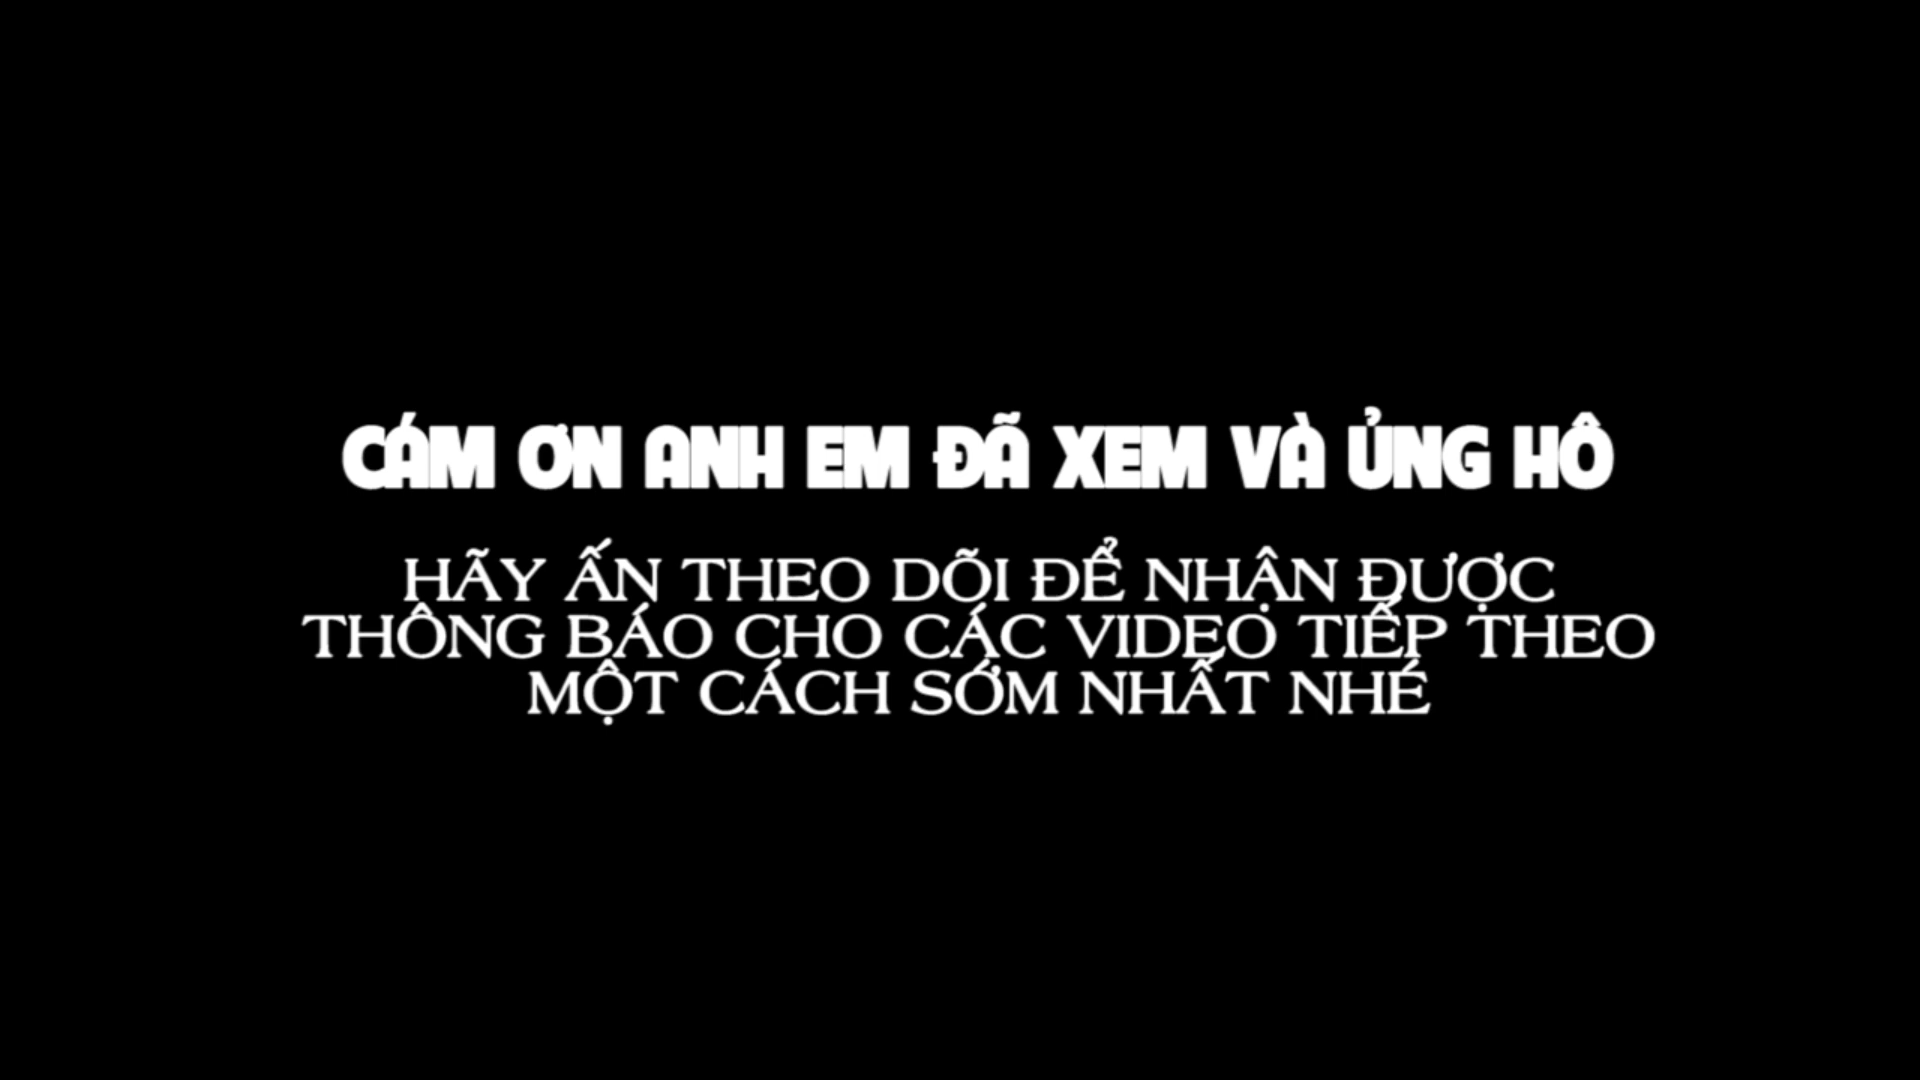 CÁM ƠN ANH EM ĐÃ XEM VÀ ỦNG HÔ
HÃY ẤN THEO DÕI ĐỂ NHẬN ĐƯỢC
THÔNG BÁO CHO CÁC VIDEO TIẾP THEO
MỘT CÁCH SỚM NHẤT NHÉ